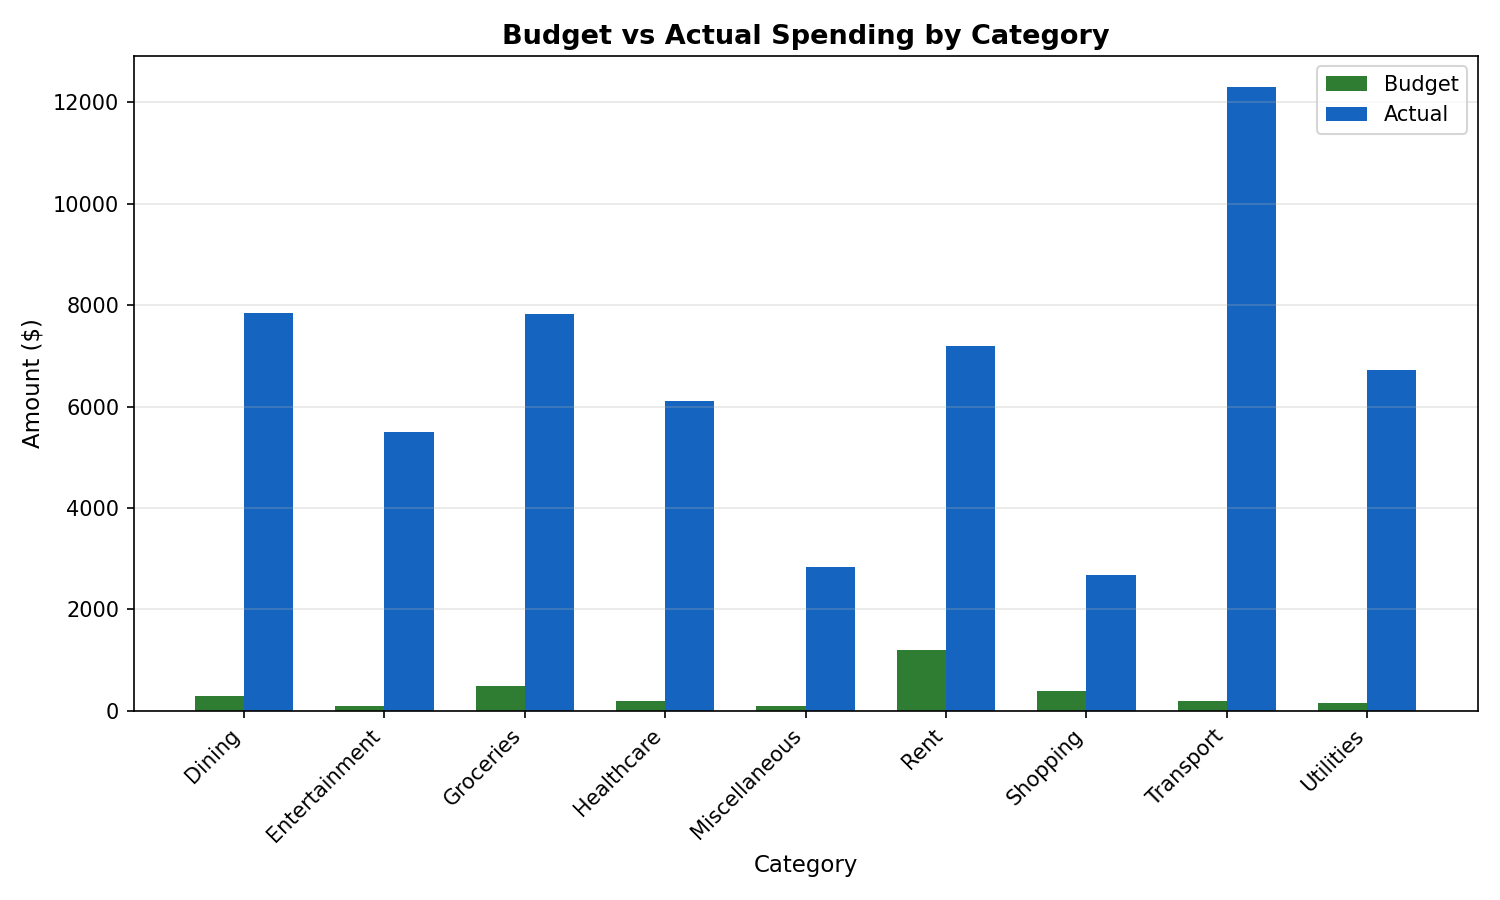 Budget vs Actual Spending by Category
Budget
Actual
Amount ($)
12000
10000
8000
6000
4000
2000
0
Dining
Entertainment
Groceries
Healthcare
Miscellaneous
Rent
Shopping
Transport
Utilities
Category